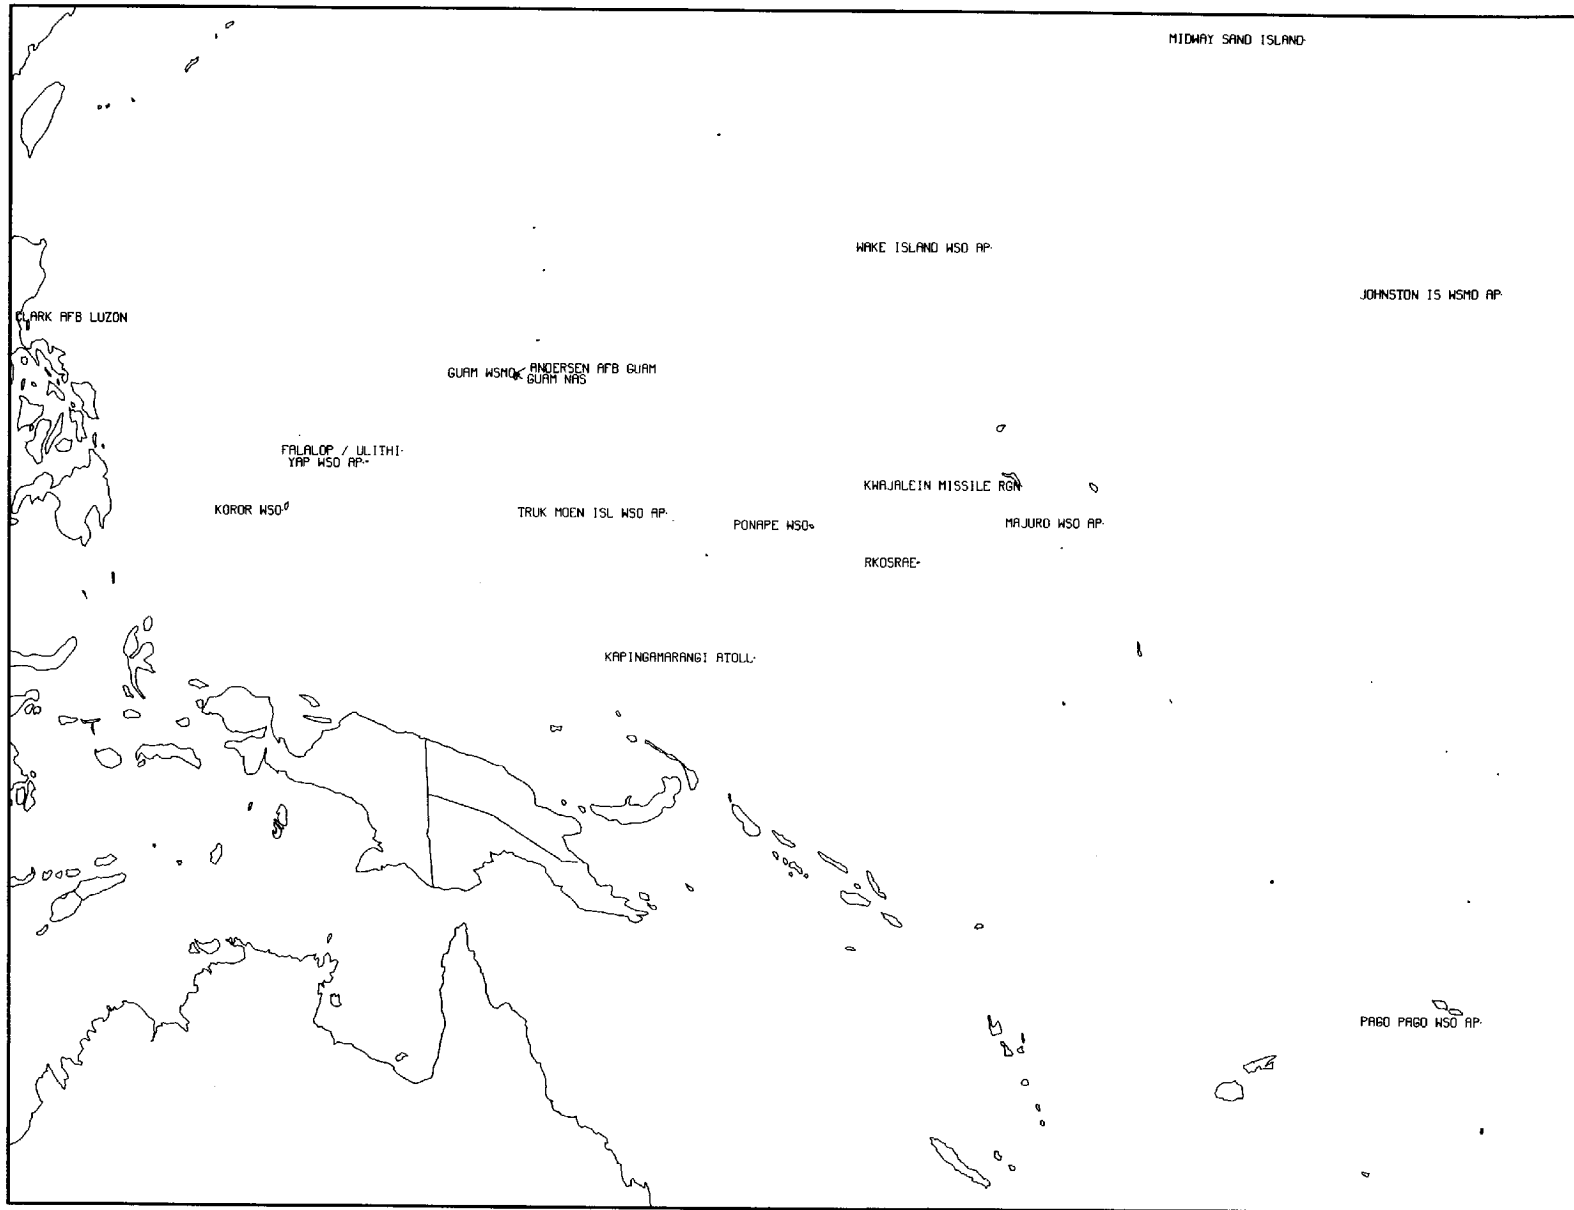 MIDWAY SAND ISLAND
WAKE ISLAND WSO AP
JOHNSTON IS WSMO AP
CLARK AFB LUZON
GUAM WSMO
ANDERSEN AFB GUAM
GUAM NAS
FALALOP / ULITHI
YAP WSO AP
KWAJALEIN MISSILE RGN
KOROR WSO
TRUK MOEN ISL WSO AP
PONAPE WSO
MAJURO WSO AP
RKOSRAE
KAPINGAMARANGI ATOLL
PAGO PAGO WSO AP